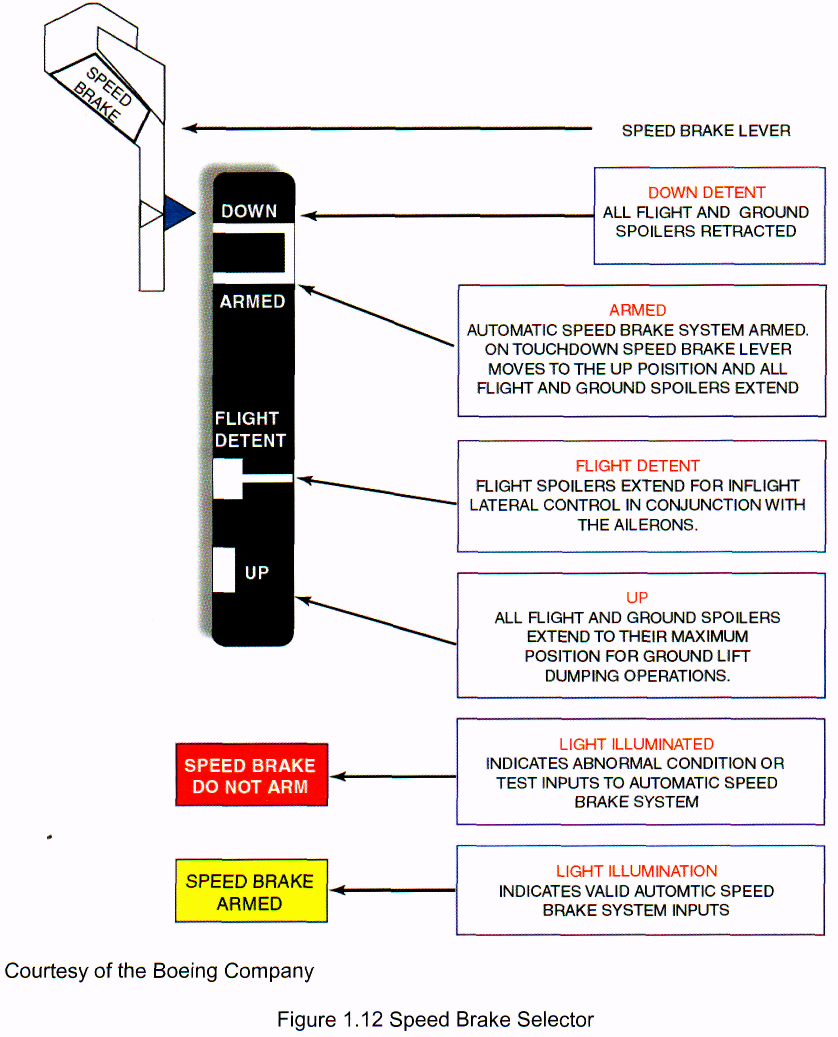 SPEED
BRAKE
SPEED BRAKE LEVER
DOWN
DOWN DETENT
ALL FLIGHT AND GROUND
SPOILERS RETRACTED
ARMED
ARMED
AUTOMATIC SPEED BRAKE SYSTEM ARMED.
ON TOUCHDOWN SPEED BRAKE LEVER
MOVES TO THE UP POISITION AND ALL
FLIGHT AND GROUND SPOILERS EXTEND
FLIGHT
DETENT
FLIGHT DETENT
FLIGHT SPOILERS EXTEND FOR INFLIGHT
LATERAL CONTROL IN CONJUNCTION WITH
THE AILERONS.
UP
UP
ALL FLIGHT AND GROUND SPOILERS
EXTEND TO THEIR MAXIMUM
POSITION FOR GROUND LIFT
DUMPING OPERATIONS.
SPEED BRAKE
DO NOT ARM
LIGHT ILLUMINATED
INDICATES ABNORMAL CONDITION OR
TEST INPUTS TO AUTOMATIC SPEED
BRAKE SYSTEM
SPEED BRAKE
ARMED
LIGHT ILLUMINATION
INDICATES VALID AUTOMTIC SPEED
BRAKE SYSTEM INPUTS
Courtesy of the Boeing Company
Figure 1.12 Speed Brake Selector